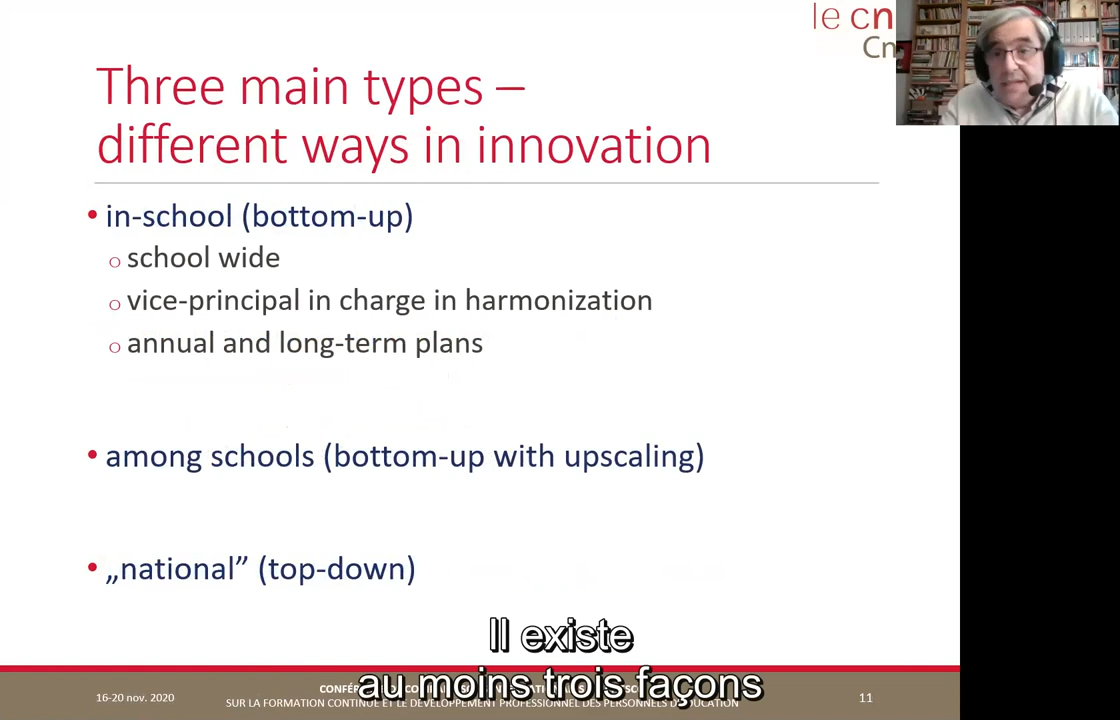 le cn
Cn
Three main types –
different ways in innovation
• in-school (bottom-up)
o school wide
o vice-principal in charge in harmonization
o annual and long-term plans
• among schools (bottom-up with upscaling)
• „national” (top-down)
Il existe
au moins trois façons
16-20 nov. 2020
SUR LA FORMATION CONTINUE ET LE DÉVELOPPEMENT PROFESSIONNEL DES PERSONNELS D'ÉDUCATION
11